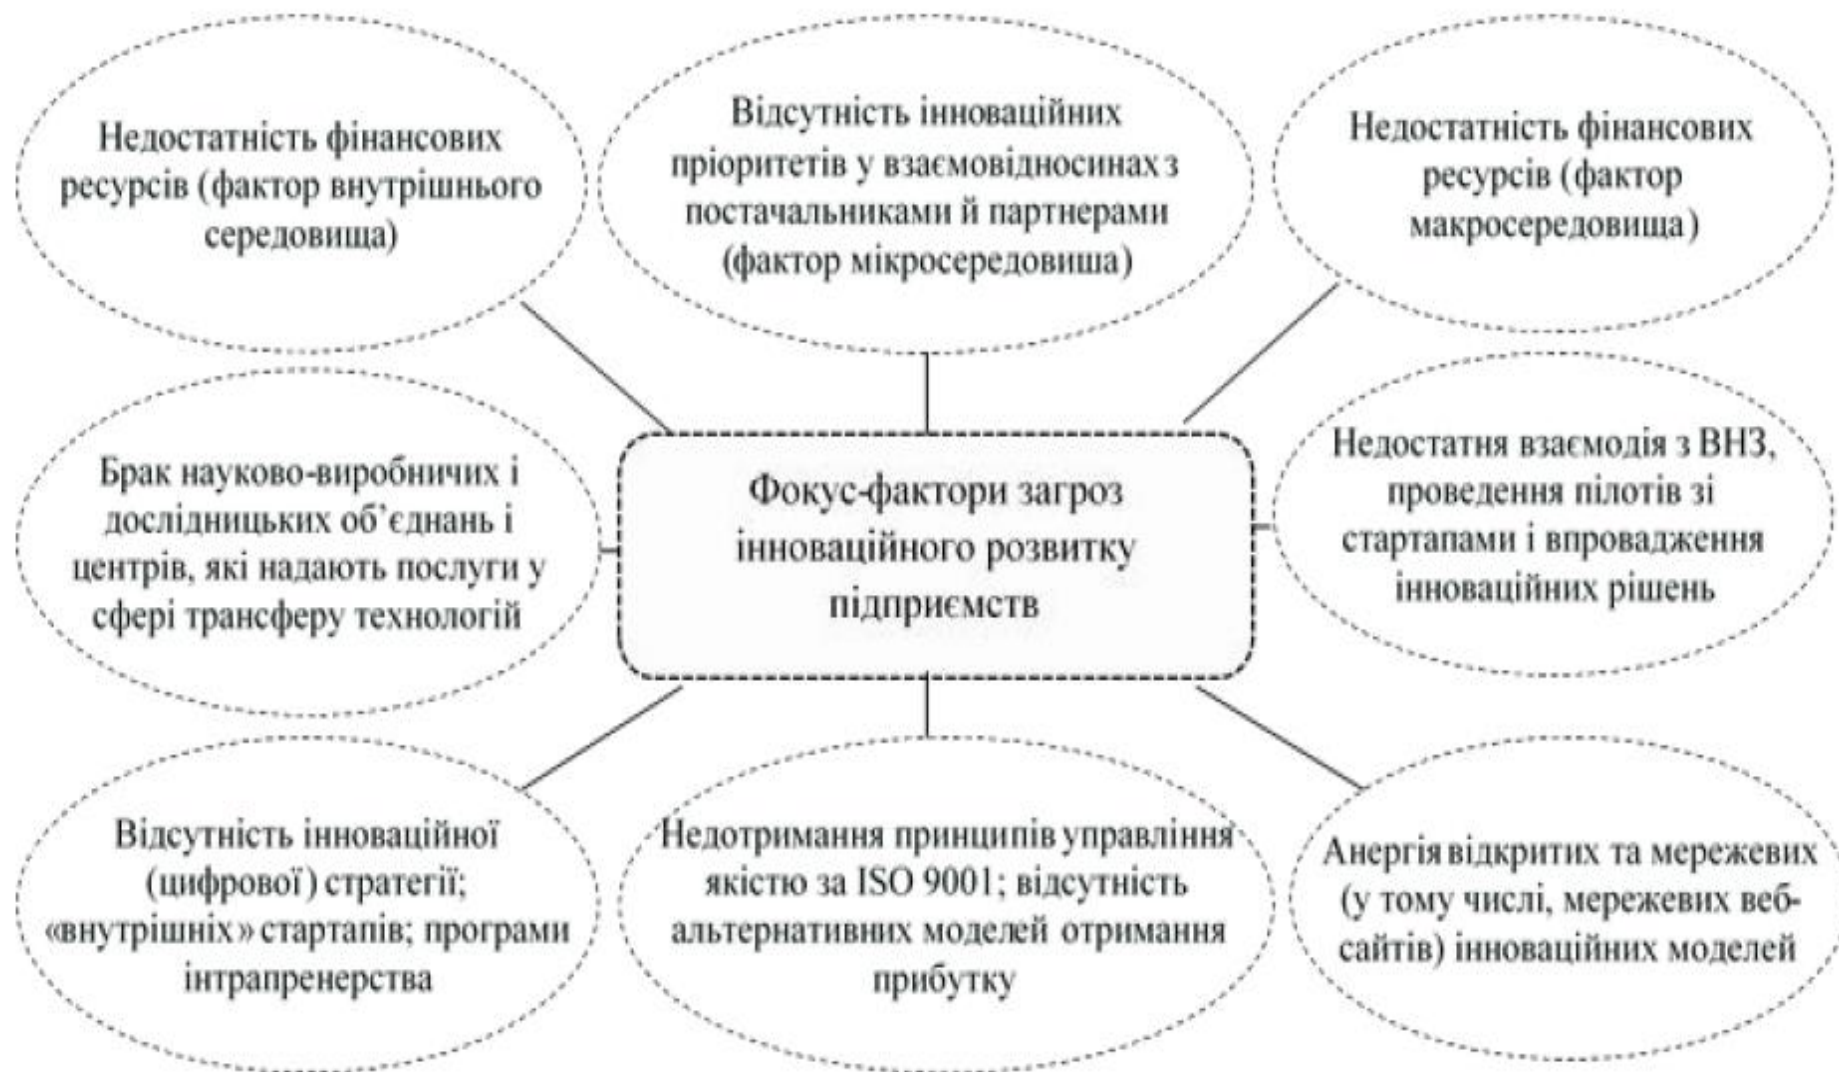 Недостатність фінансових
ресурсів (фактор внутрішнього
середовища)
Відсутність інноваційних
пріоритетів у взаємовідносинах з
постачальниками й партнерами
(фактор мікросередовиша)
Недостатність фінансових
ресурсів (фактор
макросередовища)
Брак науково-виробничих і
дослідницьких об’єднань і
центрів, які надають послуги у
сфері трансферу технологій
Фокус-фактори загроз
інноваційного розвитку
підприємств
Недостатня взаємодія з ВНЗ,
проведення пілотів зі
стартапами і впровадження
інноваційних рішень
Відсутність інноваційної
(цифрової) стратегії;
«внутрішніх» стартапів; програми
інтрапренерства
Недотримання принципів управління
якістю за ISO 9001; відсутність
альтернативних моделей отримання
прибутку
Анергія відкритих та мережевих
(у тому числі, мережевих веб-
сайтів) інноваційних моделей